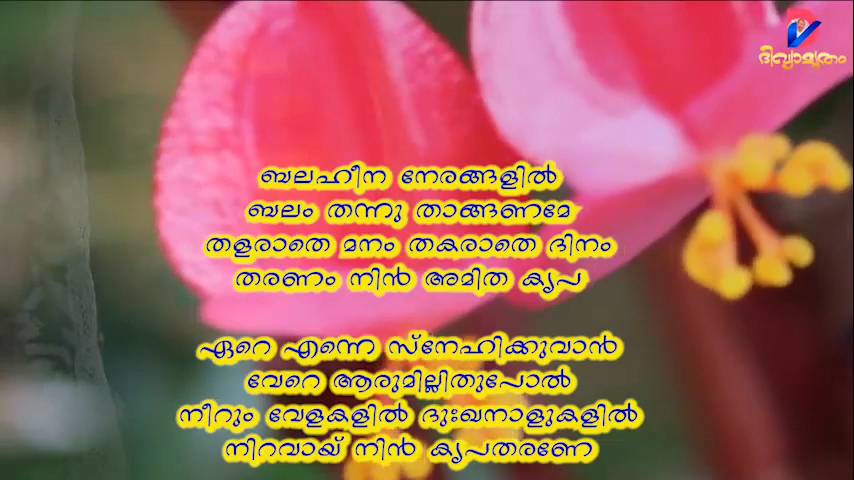 ദിവ്യാമൃതം
ബലഹീന നേരങ്ങളിൽ
ബലം തന്നു താങ്ങണമേ
തളരാതെ മനം തകരാതെ ദിനം
തരണം നിൻ അമിത കൃപ
ഏറെ എന്നെ സ്നേഹിക്കുവാൻ
വേറെ ആരുമില്ലിതുപോൽ
നീറും വേളകളിൽ ദുഃഖനാളുകളിൽ
നിറവായ് നിൻ കൃപതരണേ